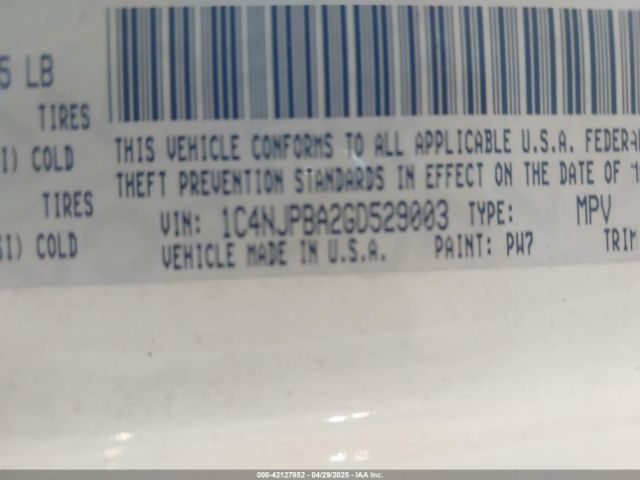 5 LB
TIRES
I) COLD
TIRES
SI) COLD
THIS VEHICLE CONFORMS TO ALL APPLICABLE U.S.A. FEDERA
THEFT PREVENTION STANDARDS IN EFFECT ON THE DATE OF
VIN: 1C4NJPBA2GD529003 TYPE: MPV
VEHICLE MADE IN U.S.A. PAINT: PW7 TRIM
000-42127852 - 04/29/2025 - IAA Inc.